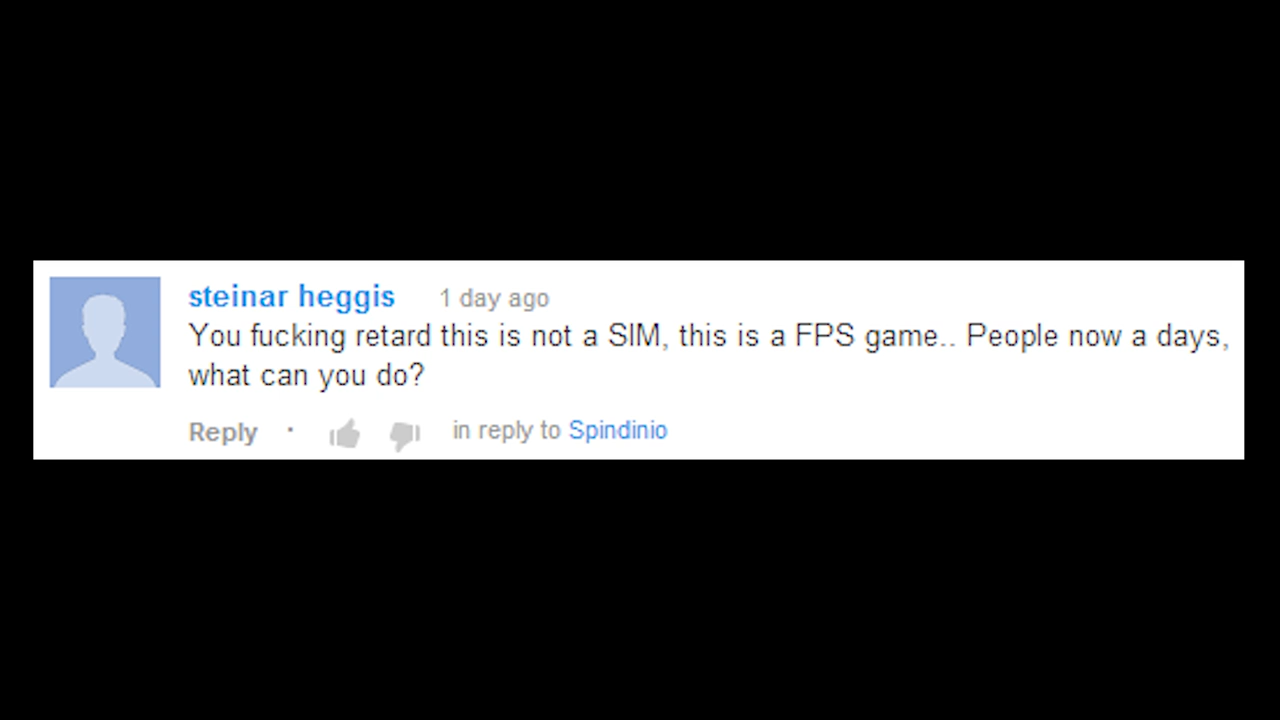 steinar heggis 1 day ago
You fucking retard this is not a SIM, this is a FPS game.. People now a days,
what can you do?
Reply · in reply to Spindinio